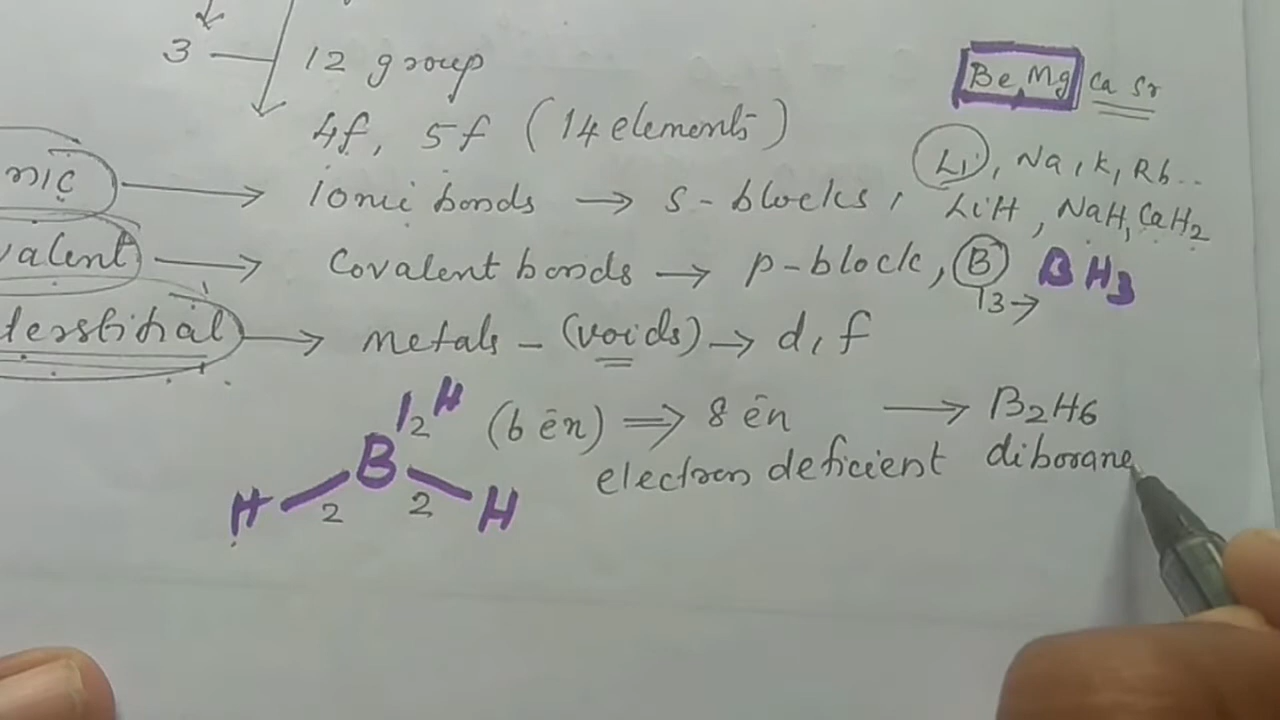 3 — 12 group
Be, Mg Ca Sr
4f, 5f (14 elements)
Li, Na, K, Rb..
nic → Ionic bonds → s-blocks, LiH, NaH, CaH2
valent → Covalent bonds → p-block, B BH3
13 →
terstitial → metals - (voids) → d, f
H
2 (6 ēn) ⇒ 8 ēn → B2H6
B electron deficient diborane
H 2 2 H